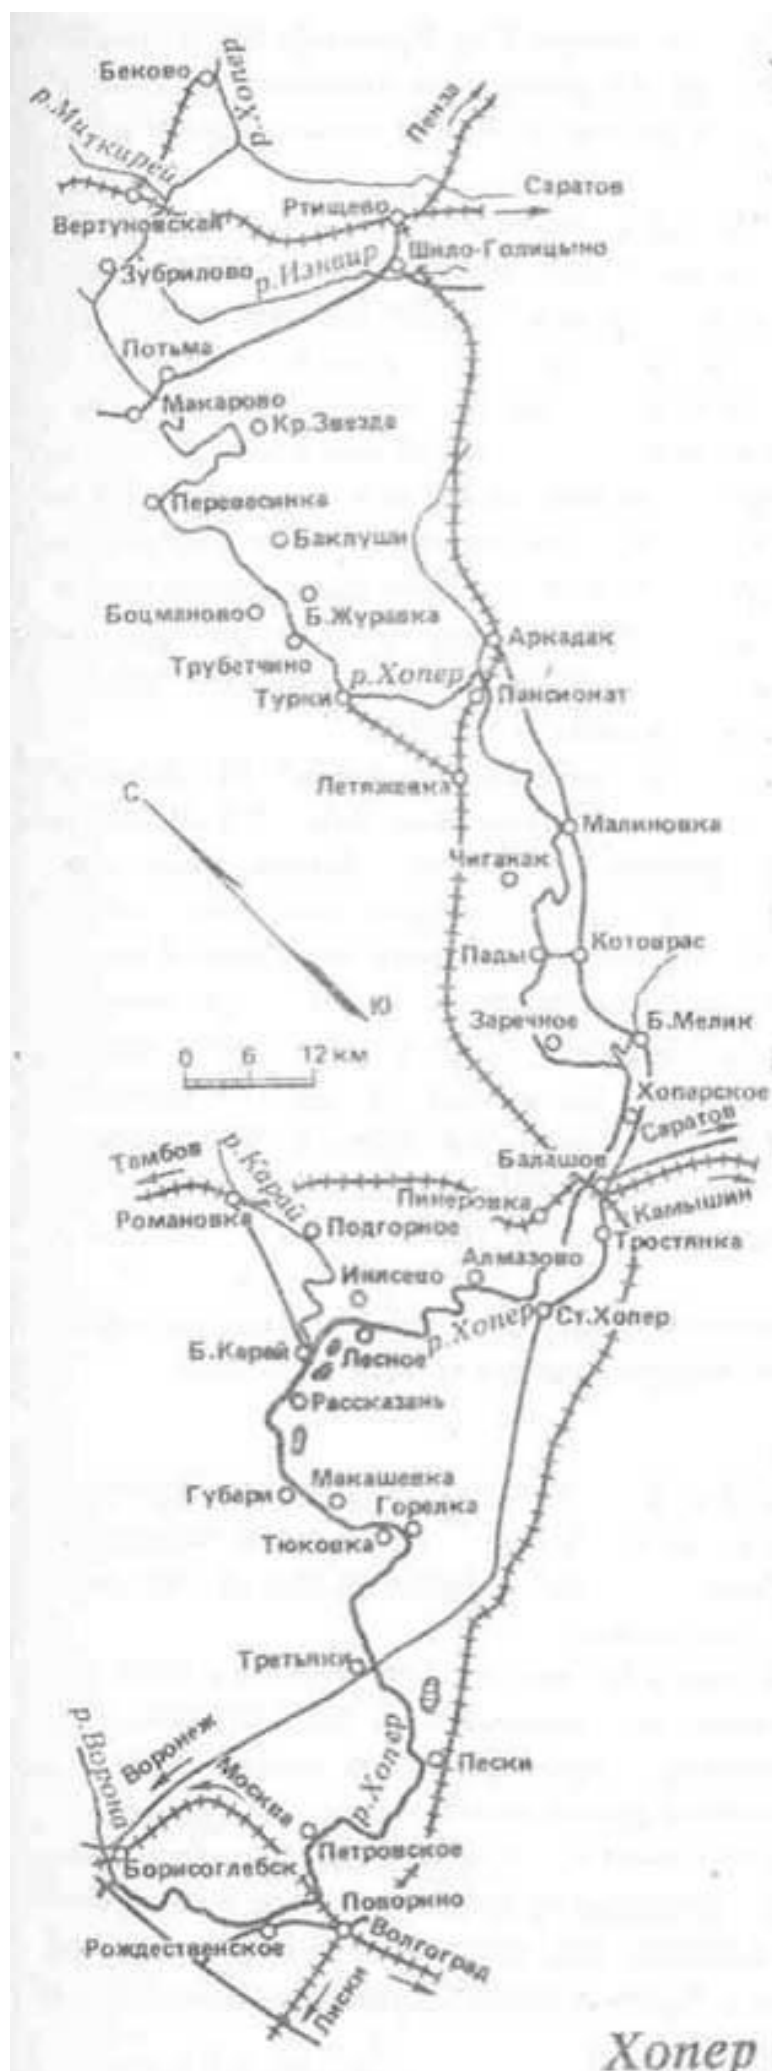 Беково
р.Хопер
р.Хопер
Пенза
р.Миткирей
Саратов
Ртищево
Вертуновская
Шило-Голицыно
Зубрилово
р.Изнаир
Потьма
Макарово
Кр.Звезда
Перевесинка
Баклуши
Боцманово
Б.Журавка
Аркадак
Трубетчино
р.Хопер
Турки
Пансионат
Летяжевка
С
Малиновка
Чиганак
Котоврас
Пады
Ю
Заречное
Б.Мелик
0 6 12 км
Хоперское
Саратов
Тамбов
р.Карай
Балашов
Пинеровка
Камышин
Романовка
Подгорное
Тростянка
Алмазово
Инясево
р.Хопер
Ст.Хопер
Б.Карай
Лесное
Рассказань
Губари
Макашевка
Горелка
Тюковка
Третьяки
р.Ворона
Воронеж
Москва
р.Хопер
Пески
Петровское
Борисоглебск
Поворино
Рождественское
Волгоград
Лиски
Хопер